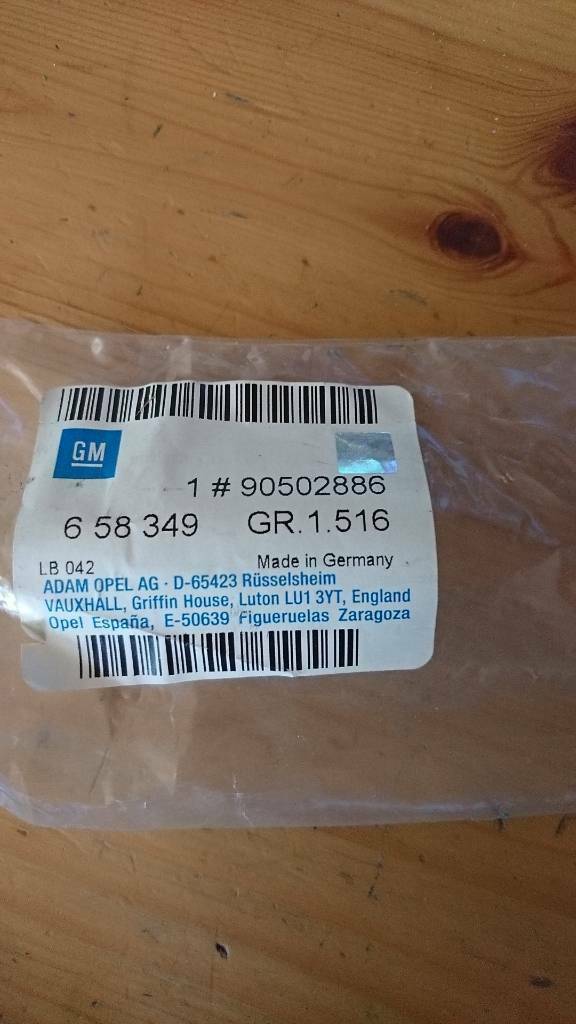 GM
1 # 90502886
6 58 349 GR.1.516
LB 042 Made in Germany
ADAM OPEL AG · D-65423 Rüsselsheim
VAUXHALL, Griffin House, Luton LU1 3YT, England
Opel España, E-50639 Figueruelas Zaragoza